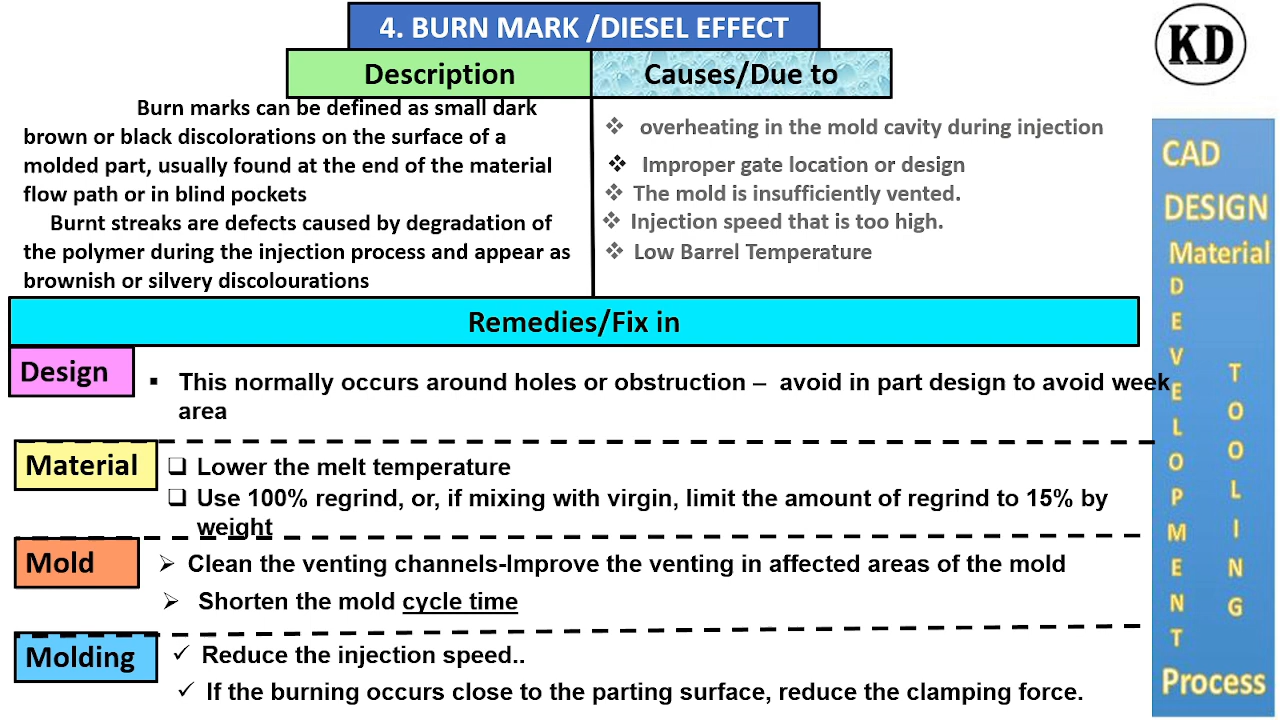 4. BURN MARK /DIESEL EFFECT
KD
Description
Causes/Due to
Burn marks can be defined as small dark
brown or black discolorations on the surface of a
molded part, usually found at the end of the material
flow path or in blind pockets
Burnt streaks are defects caused by degradation of
the polymer during the injection process and appear as
brownish or silvery discolourations
❖ overheating in the mold cavity during injection
❖ Improper gate location or design
❖ The mold is insufficiently vented.
❖ Injection speed that is too high.
❖ Low Barrel Temperature
Remedies/Fix in
Design
▪ This normally occurs around holes or obstruction – avoid in part design to avoid week
area
Material
❑ Lower the melt temperature
❑ Use 100% regrind, or, if mixing with virgin, limit the amount of regrind to 15% by
weight
Mold
➢ Clean the venting channels-Improve the venting in affected areas of the mold
➢ Shorten the mold cycle time
Molding
✓ Reduce the injection speed..
✓ If the burning occurs close to the parting surface, reduce the clamping force.
CAD
DESIGN
Material
DEVELOPMENT
TOOLING
Process